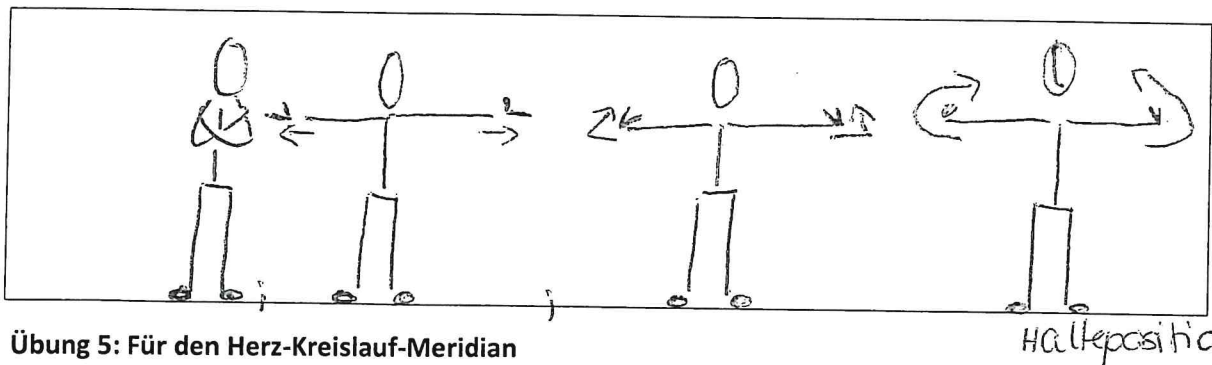 Übung 5: Für den Herz-Kreislauf-Meridian
Haltepositio